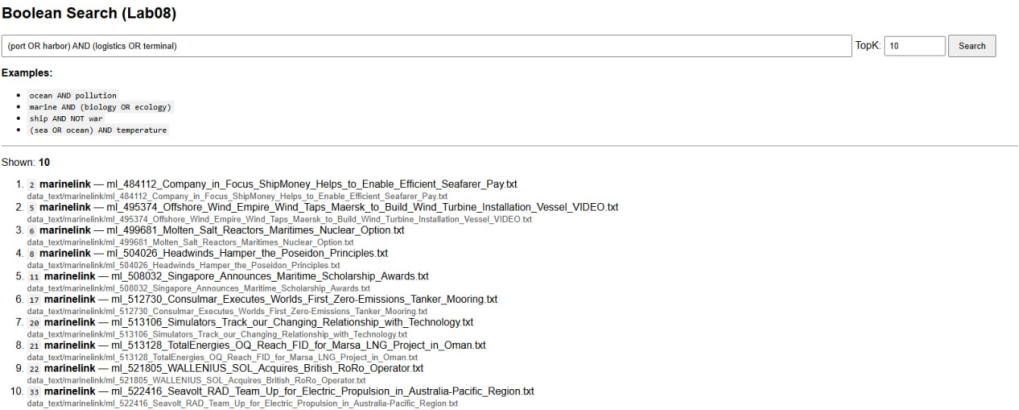 Boolean Search (Lab08)
(port OR harbor) AND (logistics OR terminal) TopK: 10 Search
Examples:
• ocean AND pollution
• marine AND (biology OR ecology)
• ship AND NOT war
• (sea OR ocean) AND temperature
Shown: 10
1. 2 marinelink — ml_484112_Company_in_Focus_ShipMoney_Helps_to_Enable_Efficient_Seafarer_Pay.txt
data_text/marinelink/ml_484112_Company_in_Focus_ShipMoney_Helps_to_Enable_Efficient_Seafarer_Pay.txt
2. 5 marinelink — ml_495374_Offshore_Wind_Empire_Wind_Taps_Maersk_to_Build_Wind_Turbine_Installation_Vessel_VIDEO.txt
data_text/marinelink/ml_495374_Offshore_Wind_Empire_Wind_Taps_Maersk_to_Build_Wind_Turbine_Installation_Vessel_VIDEO.txt
3. 6 marinelink — ml_499681_Molten_Salt_Reactors_Maritimes_Nuclear_Option.txt
data_text/marinelink/ml_499681_Molten_Salt_Reactors_Maritimes_Nuclear_Option.txt
4. 8 marinelink — ml_504026_Headwinds_Hamper_the_Poseidon_Principles.txt
data_text/marinelink/ml_504026_Headwinds_Hamper_the_Poseidon_Principles.txt
5. 11 marinelink — ml_508032_Singapore_Announces_Maritime_Scholarship_Awards.txt
data_text/marinelink/ml_508032_Singapore_Announces_Maritime_Scholarship_Awards.txt
6. 17 marinelink — ml_512730_Consulmar_Executes_Worlds_First_Zero-Emissions_Tanker_Mooring.txt
data_text/marinelink/ml_512730_Consulmar_Executes_Worlds_First_Zero-Emissions_Tanker_Mooring.txt
7. 20 marinelink — ml_513106_Simulators_Track_our_Changing_Relationship_with_Technology.txt
data_text/marinelink/ml_513106_Simulators_Track_our_Changing_Relationship_with_Technology.txt
8. 21 marinelink — ml_513128_TotalEnergies_OQ_Reach_FID_for_Marsa_LNG_Project_in_Oman.txt
data_text/marinelink/ml_513128_TotalEnergies_OQ_Reach_FID_for_Marsa_LNG_Project_in_Oman.txt
9. 22 marinelink — ml_521805_WALLENIUS_SOL_Acquires_British_RoRo_Operator.txt
data_text/marinelink/ml_521805_WALLENIUS_SOL_Acquires_British_RoRo_Operator.txt
10. 33 marinelink — ml_522416_Seavolt_RAD_Team_Up_for_Electric_Propulsion_in_Australia-Pacific_Region.txt
data_text/marinelink/ml_522416_Seavolt_RAD_Team_Up_for_Electric_Propulsion_in_Australia-Pacific_Region.txt